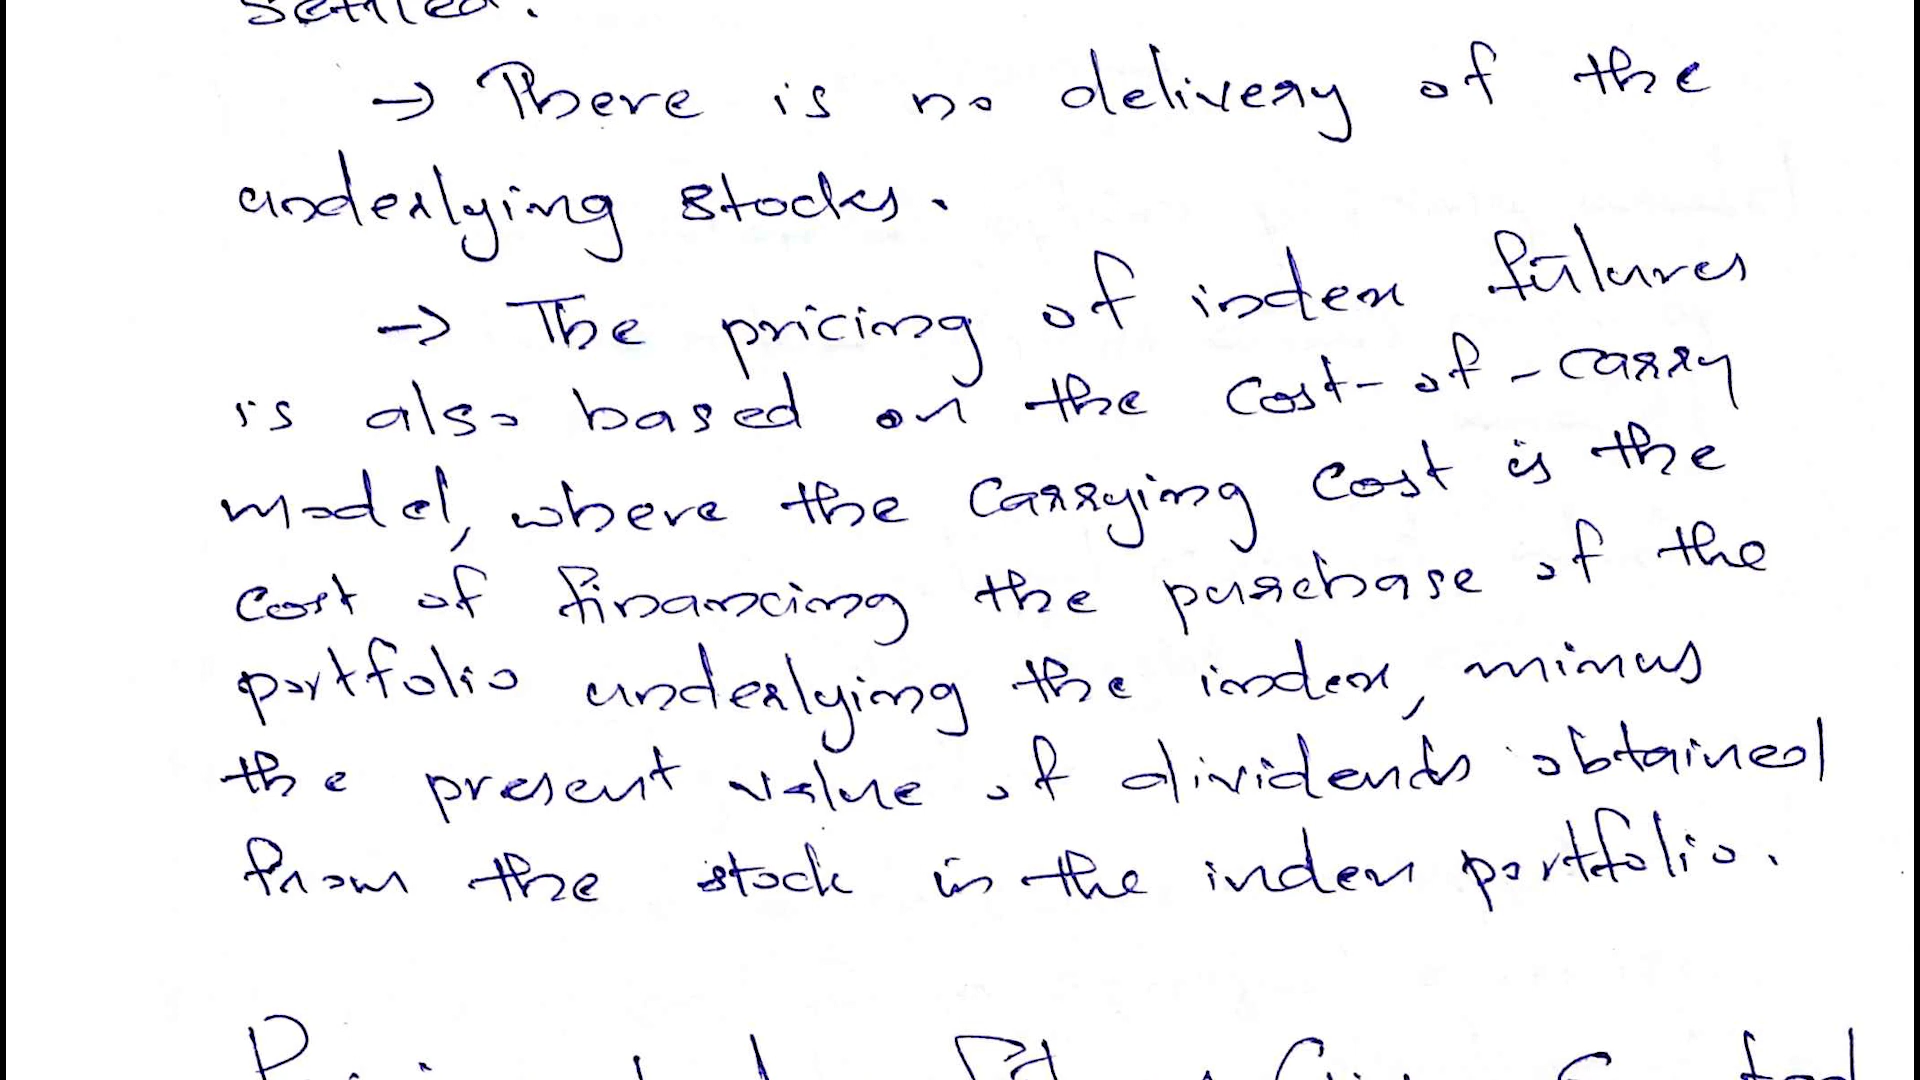 settled.
→ There is no delivery of the
underlying stocks.
→ The pricing of index futures
is also based on the cost-of-carry
model, where the carrying cost is the
cost of financing the purchase of the
portfolio underlying the index, minus
the present value of dividends obtained
from the stock in the index portfolio.